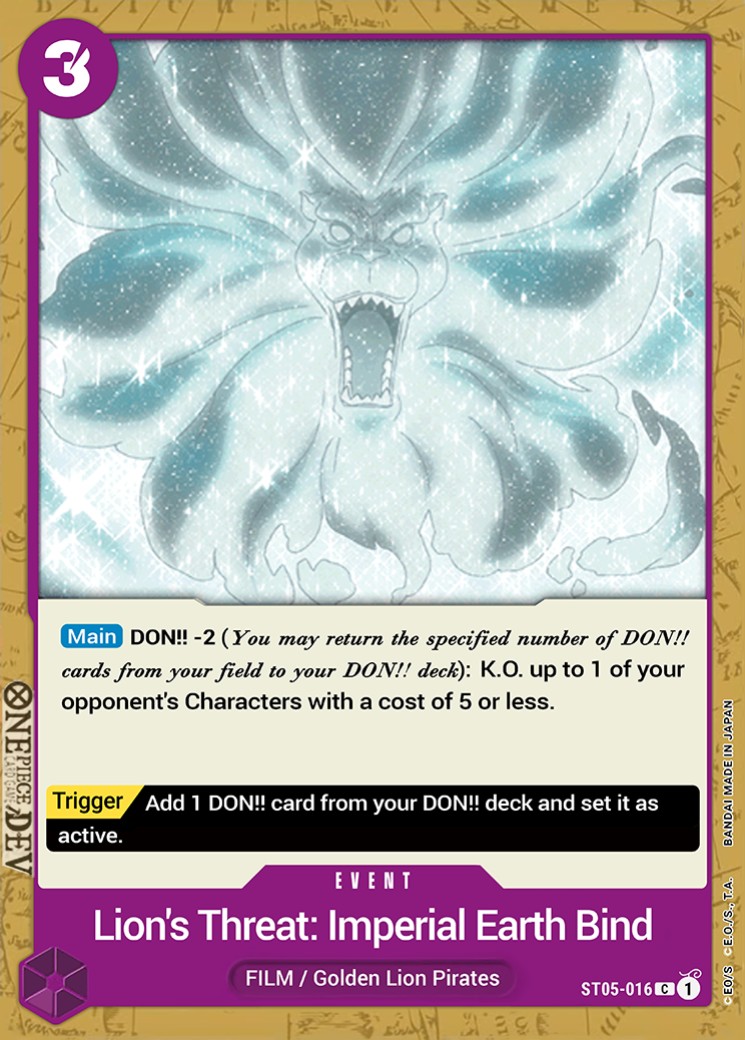 3
Main DON!! -2 (You may return the specified number of DON!!
cards from your field to your DON!! deck): K.O. up to 1 of your
opponent's Characters with a cost of 5 or less.
Trigger Add 1 DON!! card from your DON!! deck and set it as
active.
EVENT
Lion's Threat: Imperial Earth Bind
FILM / Golden Lion Pirates
ST05-016 C 1
ONE PIECE
CARD GAME
DEV
©E.O/S., ©E.O./S., T.A. BANDAI MADE IN JAPAN